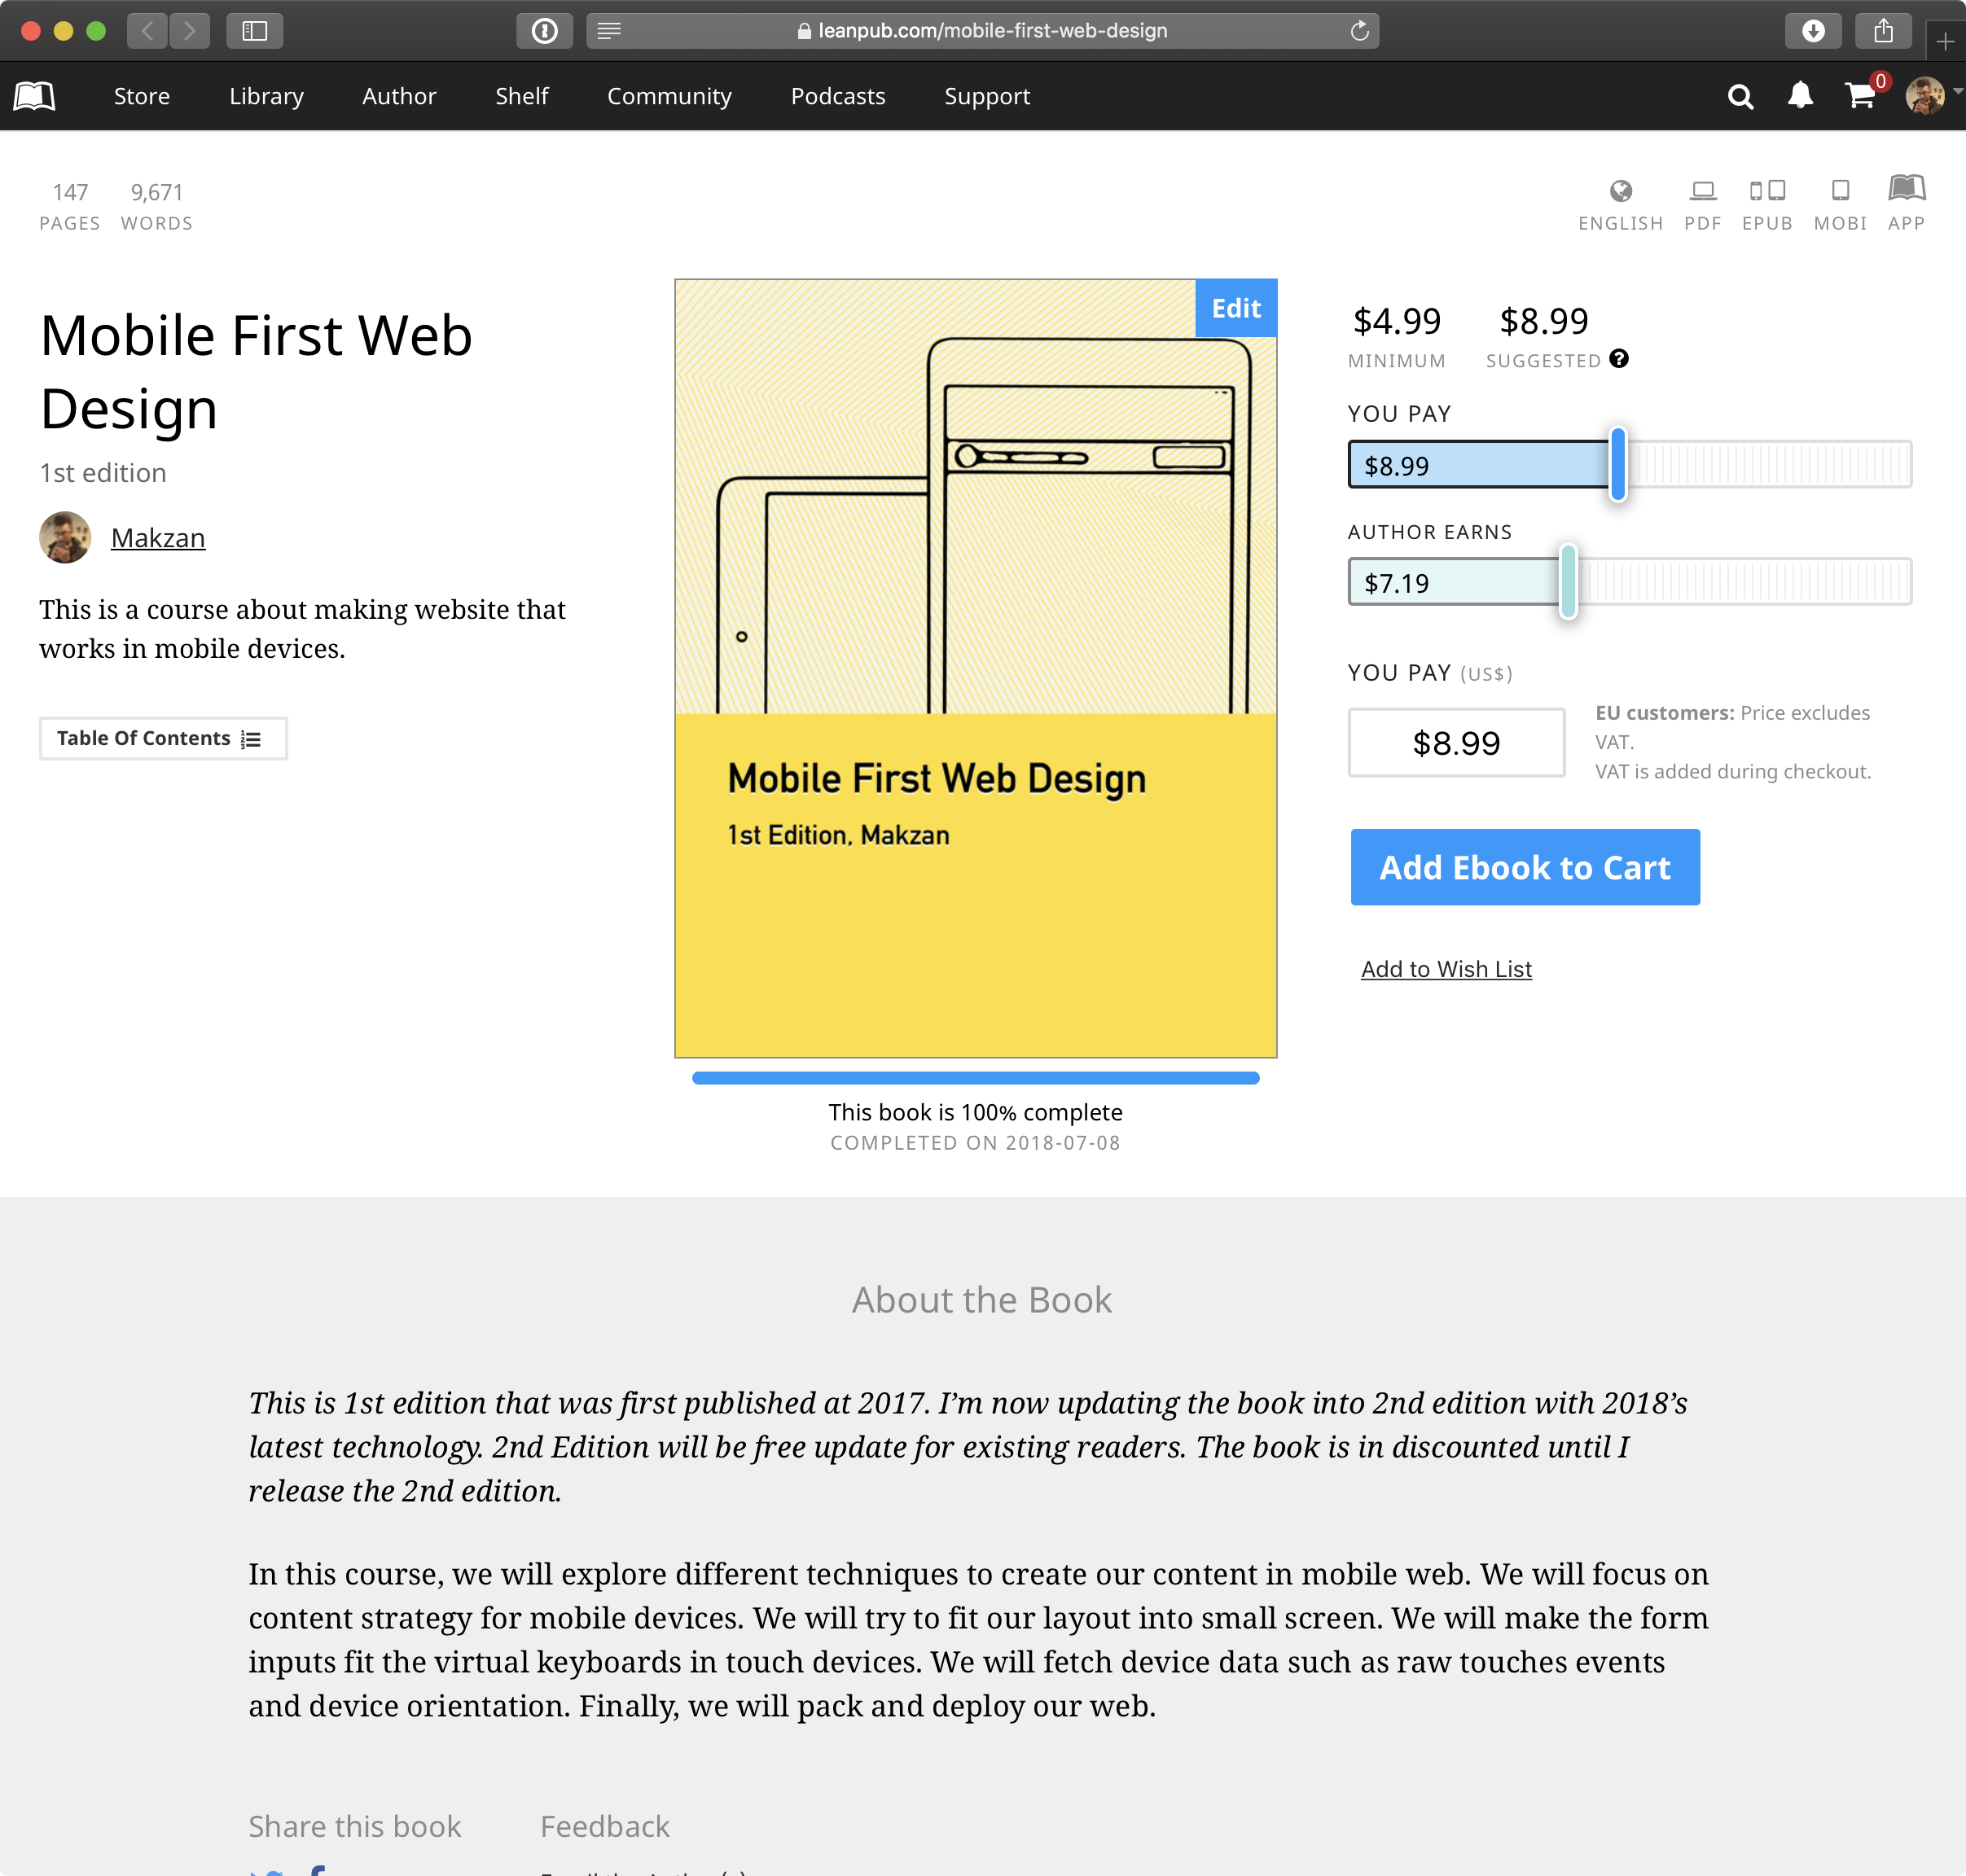 leanpub.com/mobile-first-web-design
Store Library Author Shelf Community Podcasts Support
0
147 9,671
PAGES WORDS
ENGLISH PDF EPUB MOBI APP
Mobile First Web
Design
1st edition
Makzan
This is a course about making website that
works in mobile devices.
Table Of Contents
Edit
Mobile First Web Design
1st Edition, Makzan
This book is 100% complete
COMPLETED ON 2018-07-08
$4.99 $8.99
MINIMUM SUGGESTED ?
YOU PAY
$8.99
AUTHOR EARNS
$7.19
YOU PAY (US$)
$8.99
EU customers: Price excludes
VAT.
VAT is added during checkout.
Add Ebook to Cart
Add to Wish List
About the Book
This is 1st edition that was first published at 2017. I’m now updating the book into 2nd edition with 2018’s
latest technology. 2nd Edition will be free update for existing readers. The book is in discounted until I
release the 2nd edition.
In this course, we will explore different techniques to create our content in mobile web. We will focus on
content strategy for mobile devices. We will try to fit our layout into small screen. We will make the form
inputs fit the virtual keyboards in touch devices. We will fetch device data such as raw touches events
and device orientation. Finally, we will pack and deploy our web.
Share this book Feedback